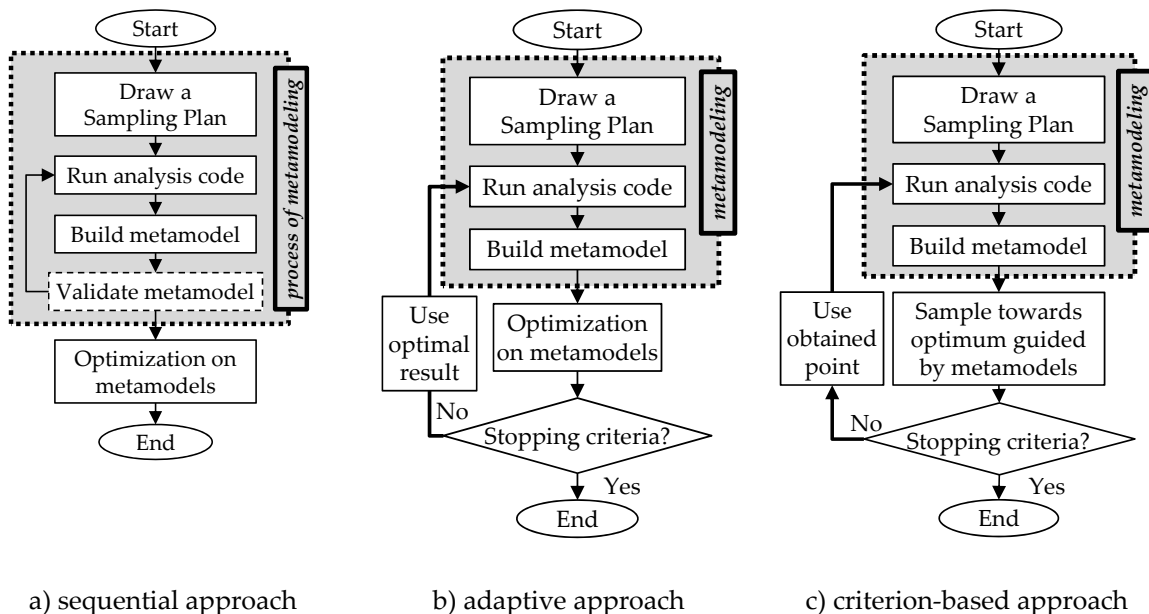 Start
Draw a
Sampling Plan
Run analysis code
Build metamodel
Validate metamodel
process of metamodeling
Optimization on
metamodels
End
a) sequential approach
Start
Draw a
Sampling Plan
Run analysis code
Build metamodel
metamodeling
Use
optimal
result
Optimization
on metamodels
No
Stopping criteria?
Yes
End
b) adaptive approach
Start
Draw a
Sampling Plan
Run analysis code
Build metamodel
metamodeling
Use
obtained
point
Sample towards
optimum guided
by metamodels
No
Stopping criteria?
Yes
End
c) criterion-based approach